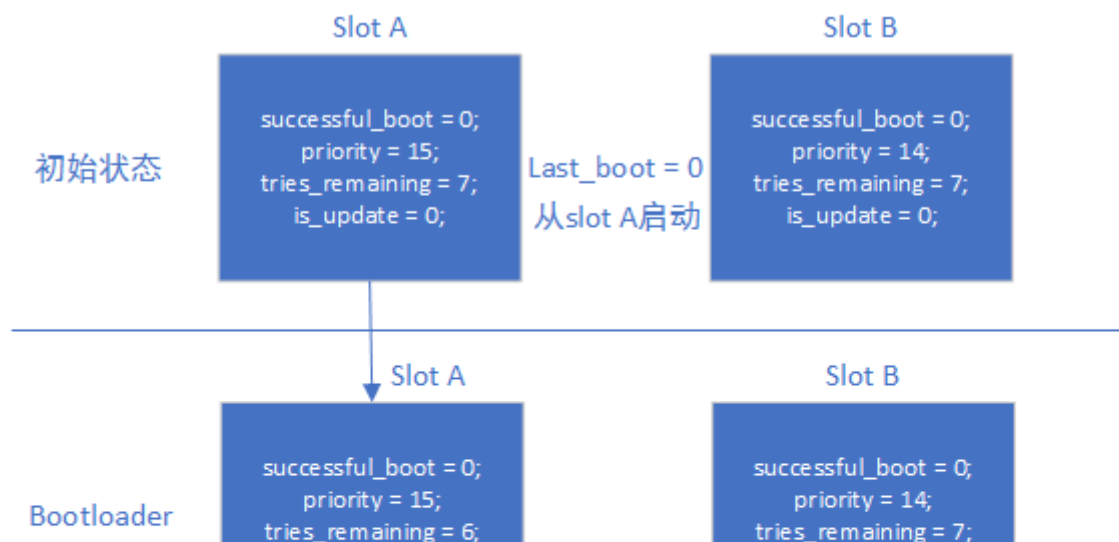 Slot A
Slot B
初始状态
successful_boot = 0;
priority = 15;
tries_remaining = 7;
is_update = 0;
Last_boot = 0
从slot A启动
successful_boot = 0;
priority = 14;
tries_remaining = 7;
is_update = 0;
Slot A
Slot B
Bootloader
successful_boot = 0;
priority = 15;
tries_remaining = 6;
successful_boot = 0;
priority = 14;
tries_remaining = 7;